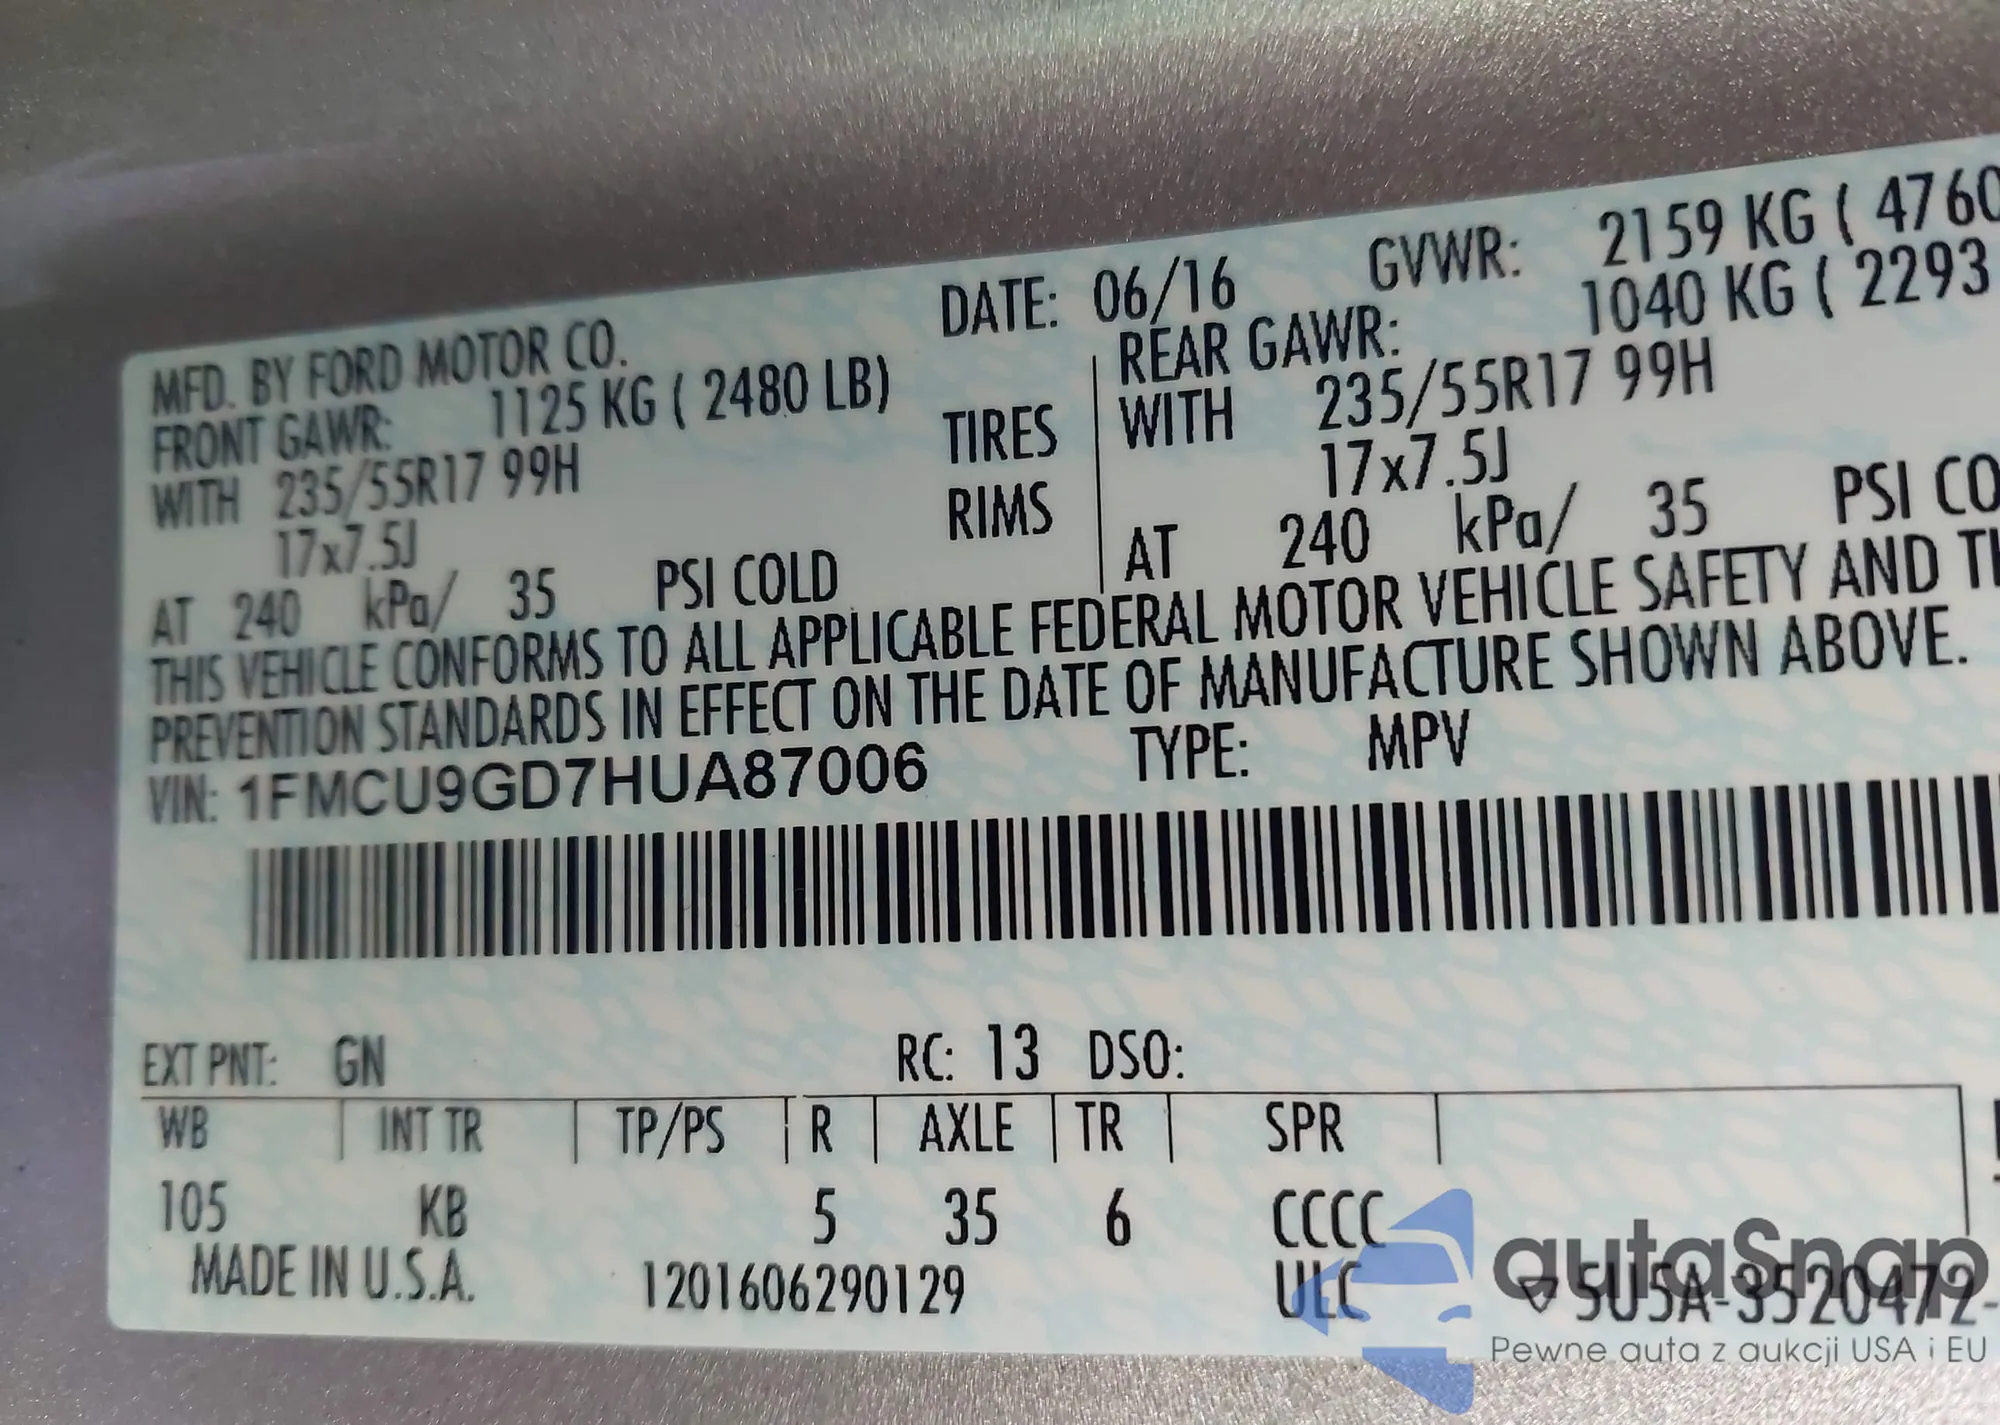 MFD. BY FORD MOTOR CO. DATE: 06/16 GVWR: 2159 KG ( 4760
FRONT GAWR: 1125 KG ( 2480 LB) REAR GAWR: 1040 KG ( 2293
WITH 235/55R17 99H TIRES WITH 235/55R17 99H
17x7.5J RIMS 17x7.5J
AT 240 kPa/ 35 PSI COLD AT 240 kPa/ 35 PSI CO
THIS VEHICLE CONFORMS TO ALL APPLICABLE FEDERAL MOTOR VEHICLE SAFETY AND
PREVENTION STANDARDS IN EFFECT ON THE DATE OF MANUFACTURE SHOWN ABOVE.
VIN: 1FMCU9GD7HUA87006 TYPE: MPV
EXT PNT: GN RC: 13 DSO:
WB INT TR TP/PS R AXLE TR SPR
105 KB 5 35 6 CCCC
MADE IN U.S.A. 1201606290129 ULC 5U5A-3520472-
autaSnap
Pewne auta z aukcji USA i EU